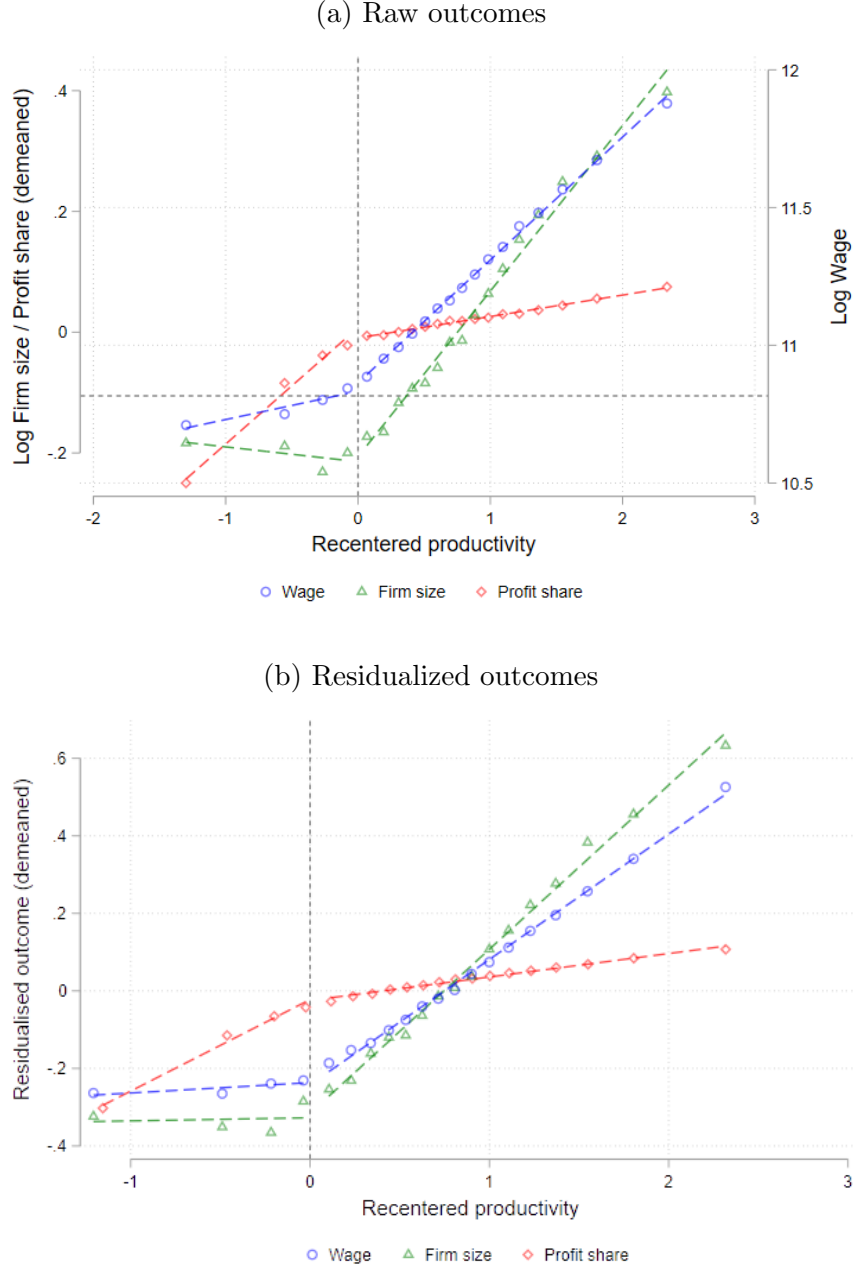 (a) Raw outcomes
Log Firm size / Profit share (demeaned)
.4
.2
0
-.2
12
11.5
11
10.5
Log Wage
-2 -1 0 1 2 3
Recentered productivity
Wage Firm size Profit share
(b) Residualized outcomes
Residualised outcome (demeaned)
.6
.4
.2
0
-.2
-.4
-1 0 1 2 3
Recentered productivity
Wage Firm size Profit share